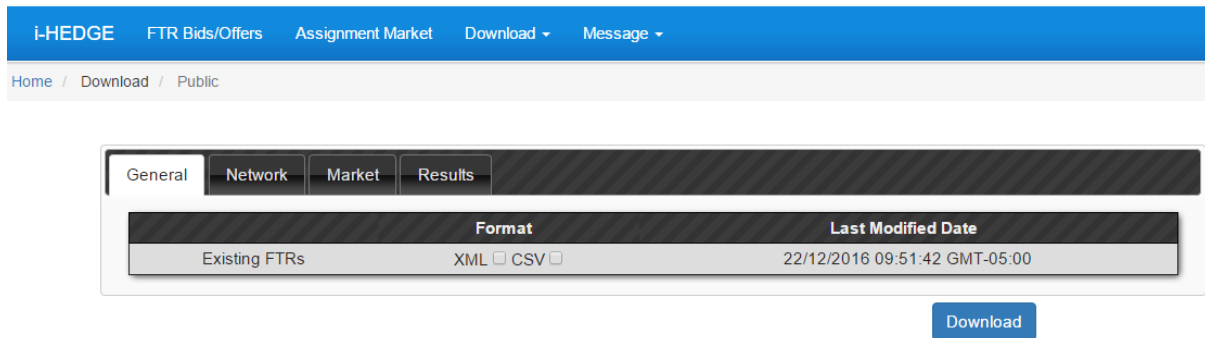 i-HEDGE FTR Bids/Offers Assignment Market Download Message
Home / Download / Public
General Network Market Results
Format Last Modified Date
Existing FTRs XML CSV 22/12/2016 09:51:42 GMT-05:00
Download